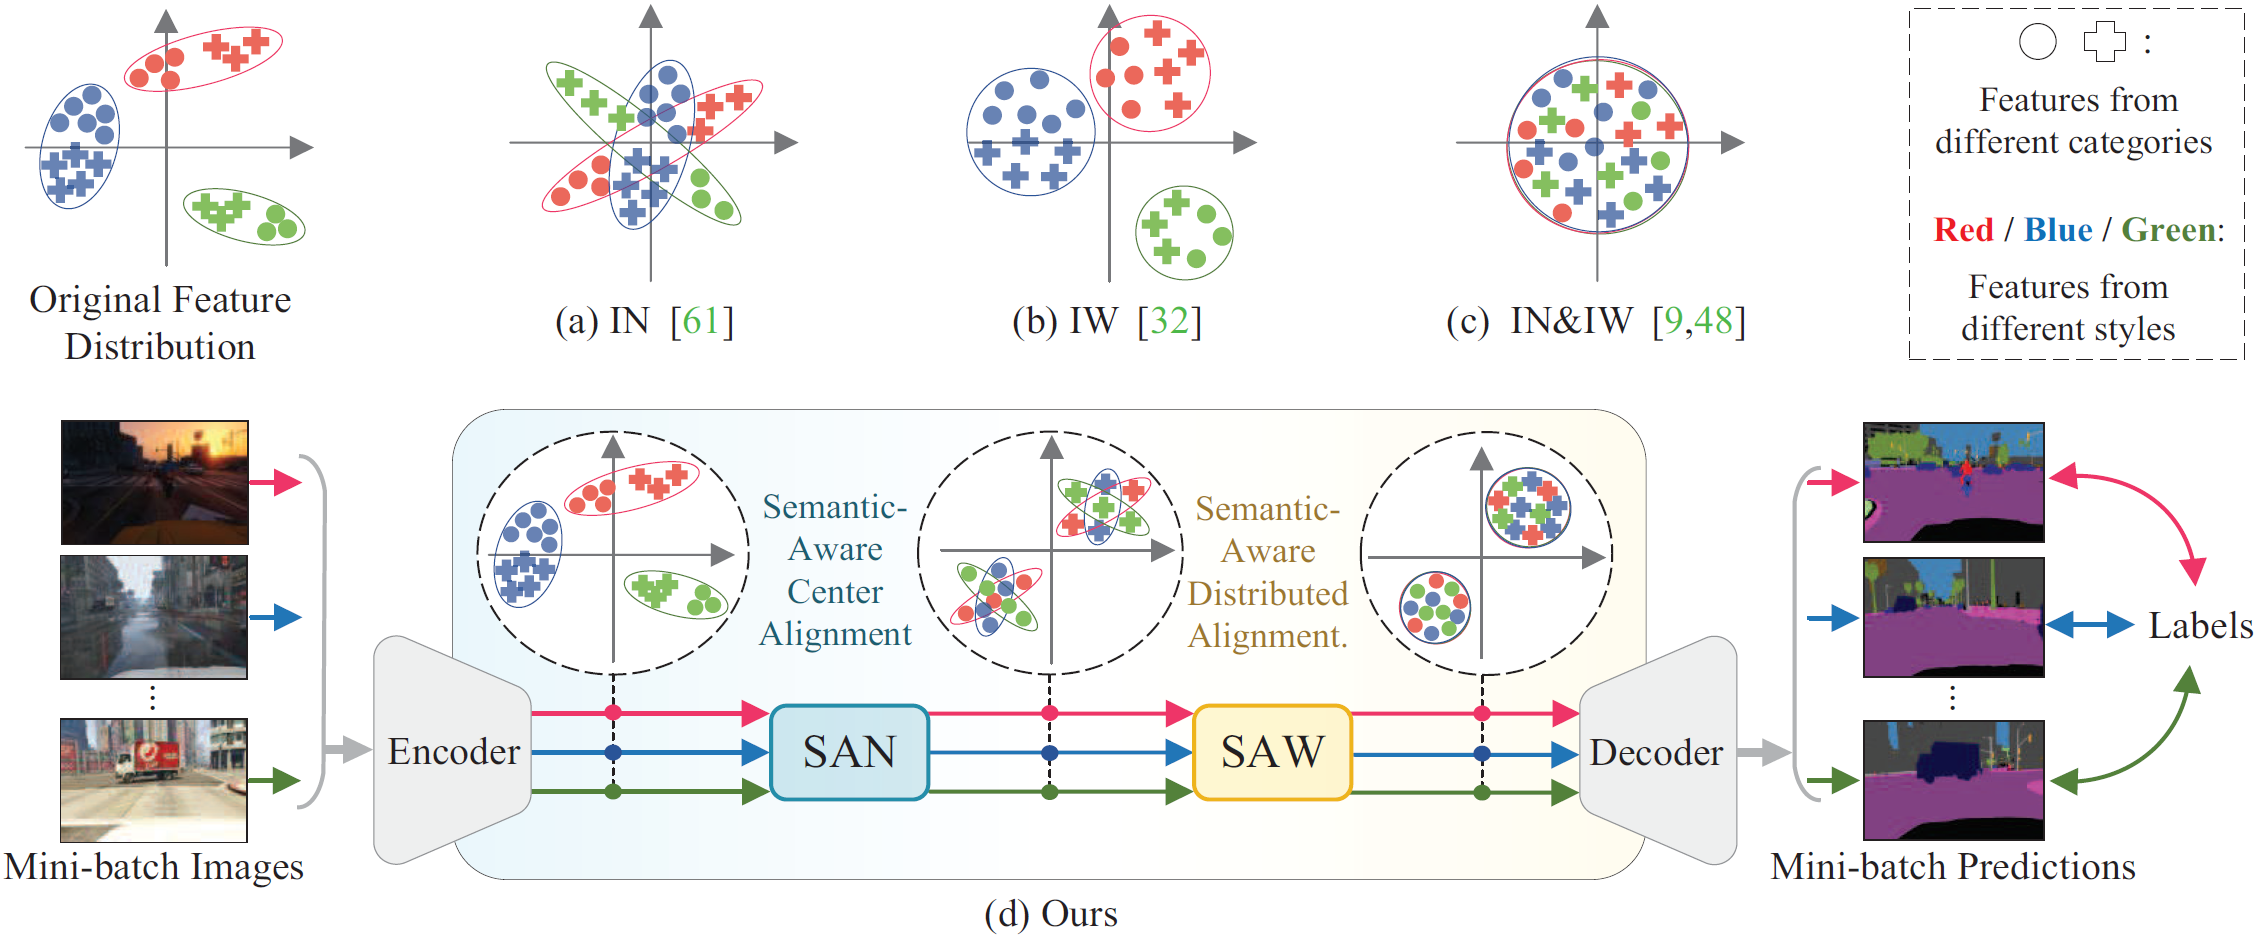 Original Feature
Distribution
(a) IN [61]
(b) IW [32]
(c) IN&IW [9,48]
:
Features from
different categories
Red / Blue / Green:
Features from
different styles
Semantic-
Aware
Center
Alignment
Semantic-
Aware
Distributed
Alignment.
Encoder
SAN
SAW
Decoder
Labels
Mini-batch Images
Mini-batch Predictions
(d) Ours